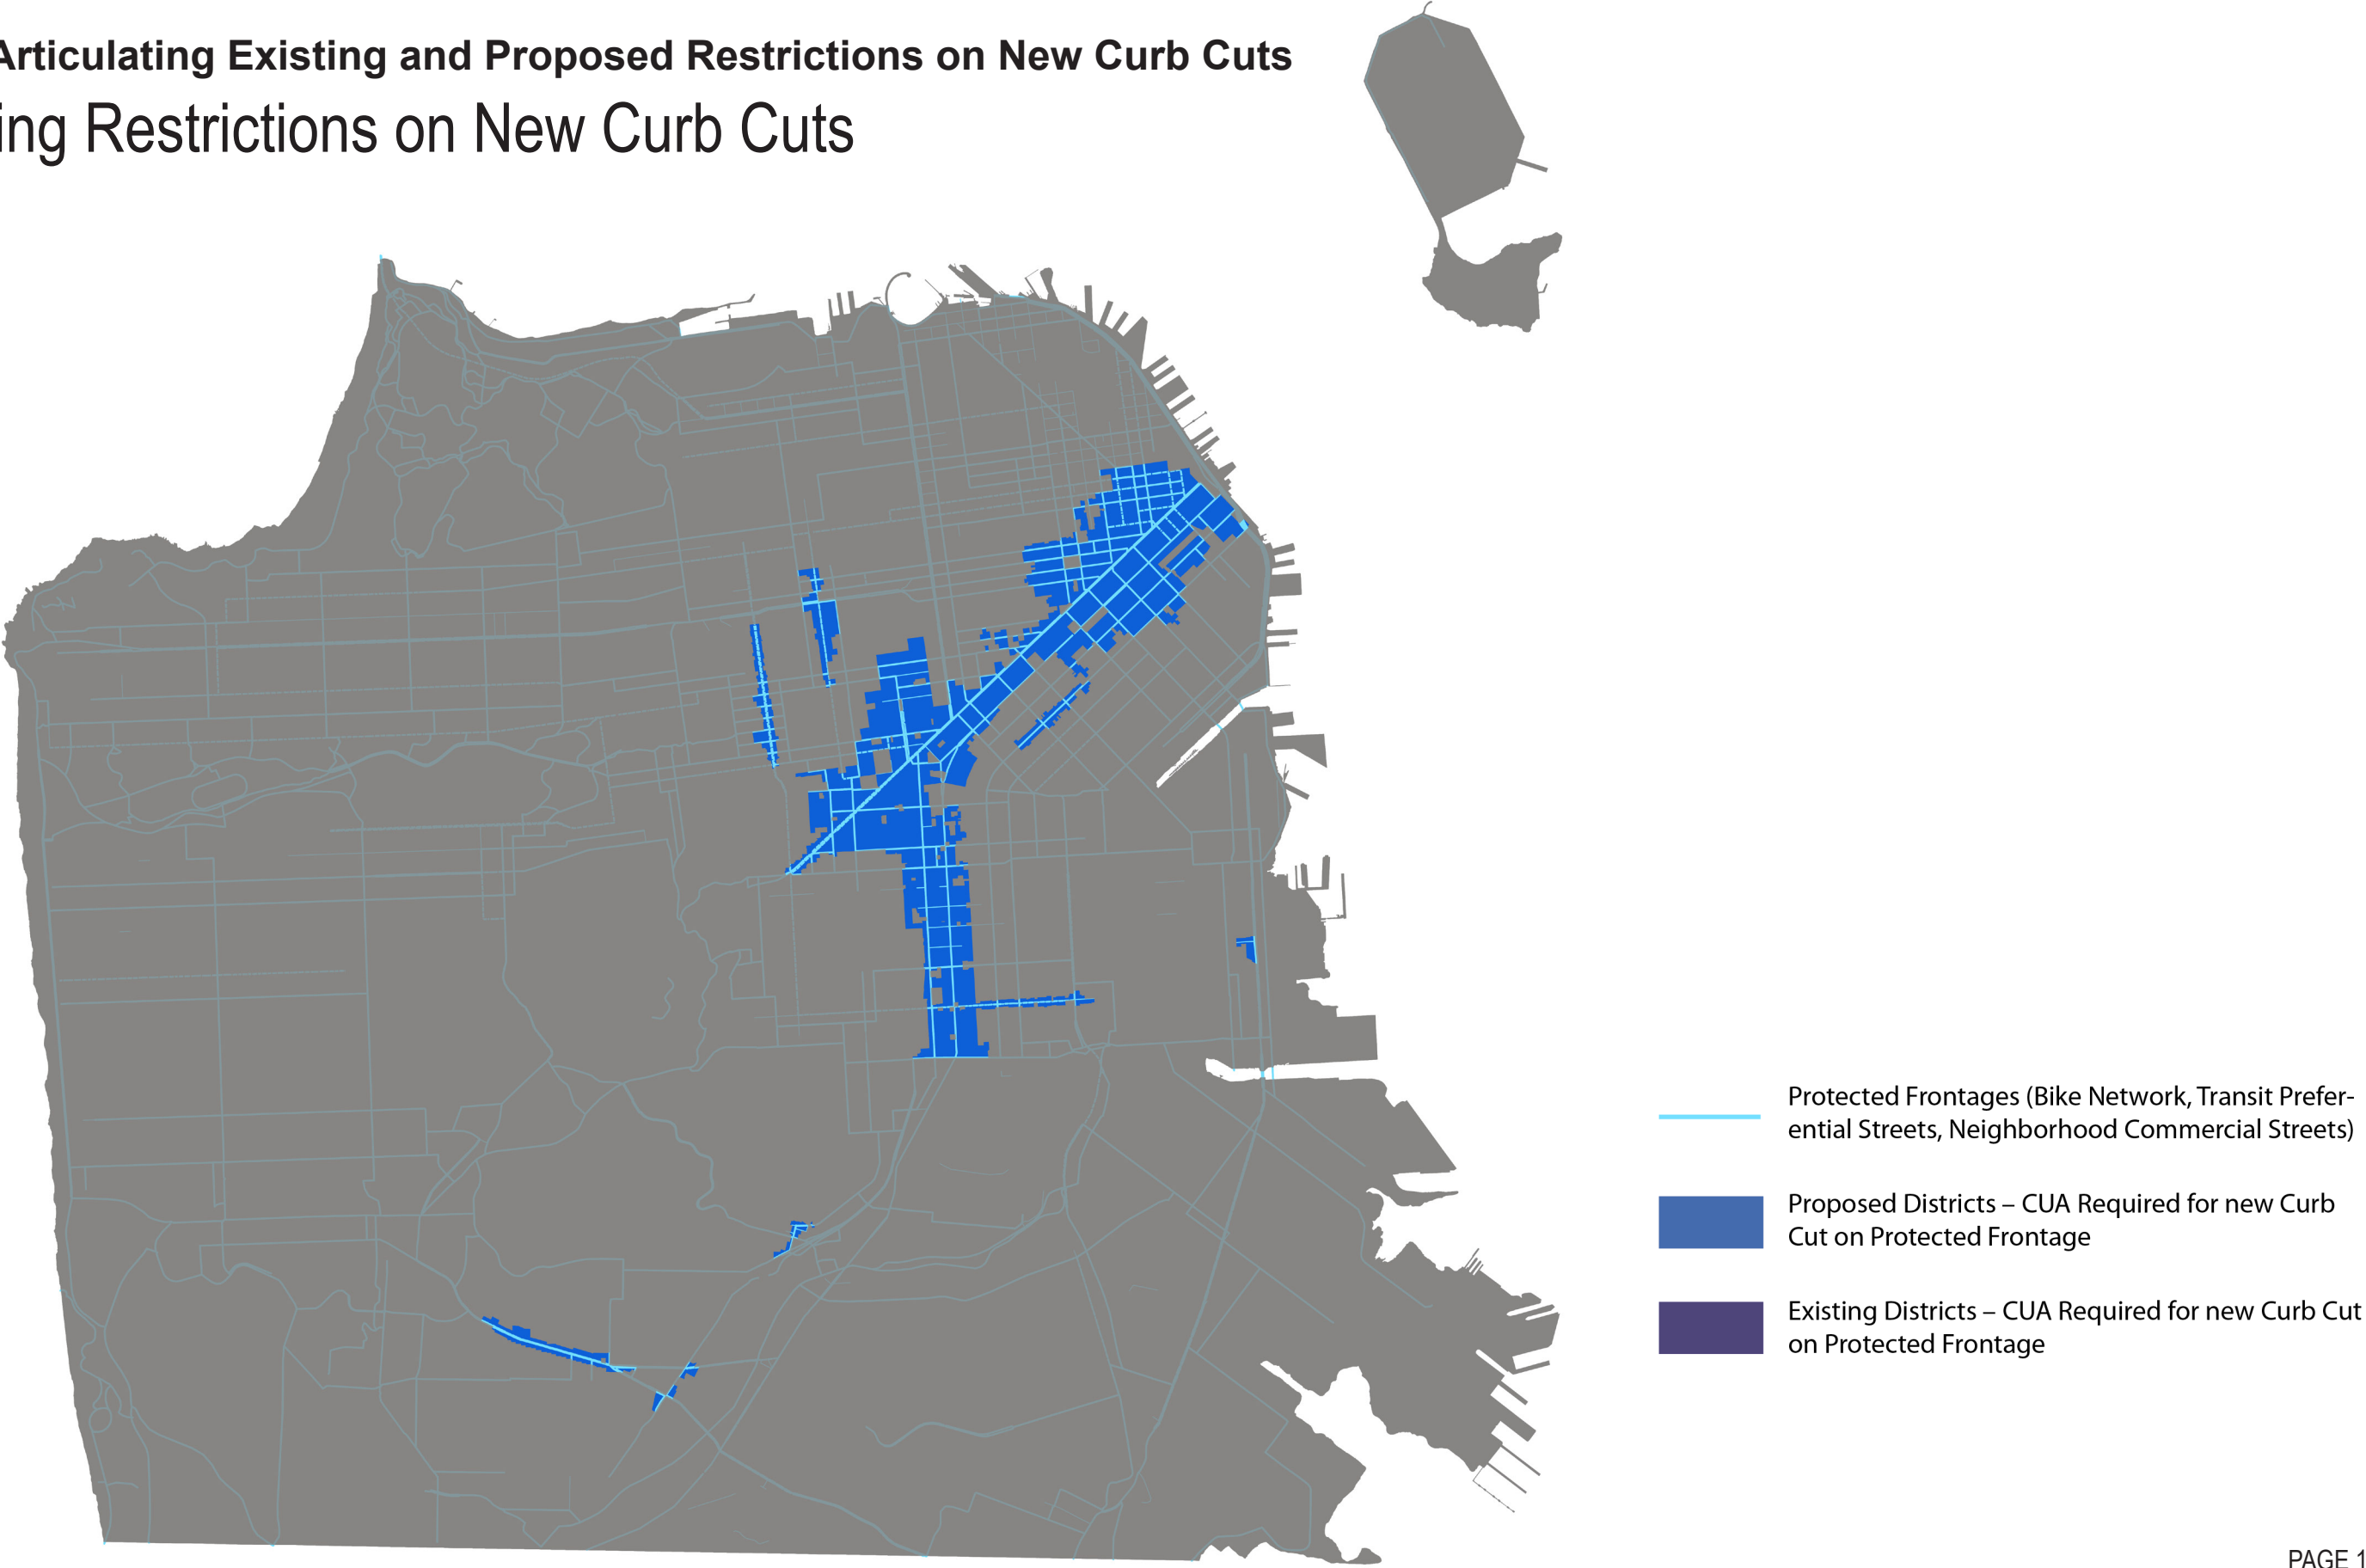 Articulating Existing and Proposed Restrictions on New Curb Cuts
ing Restrictions on New Curb Cuts
Protected Frontages (Bike Network, Transit Prefer-
ential Streets, Neighborhood Commercial Streets)
Proposed Districts – CUA Required for new Curb
Cut on Protected Frontage
Existing Districts – CUA Required for new Curb Cut
on Protected Frontage
PAGE 1